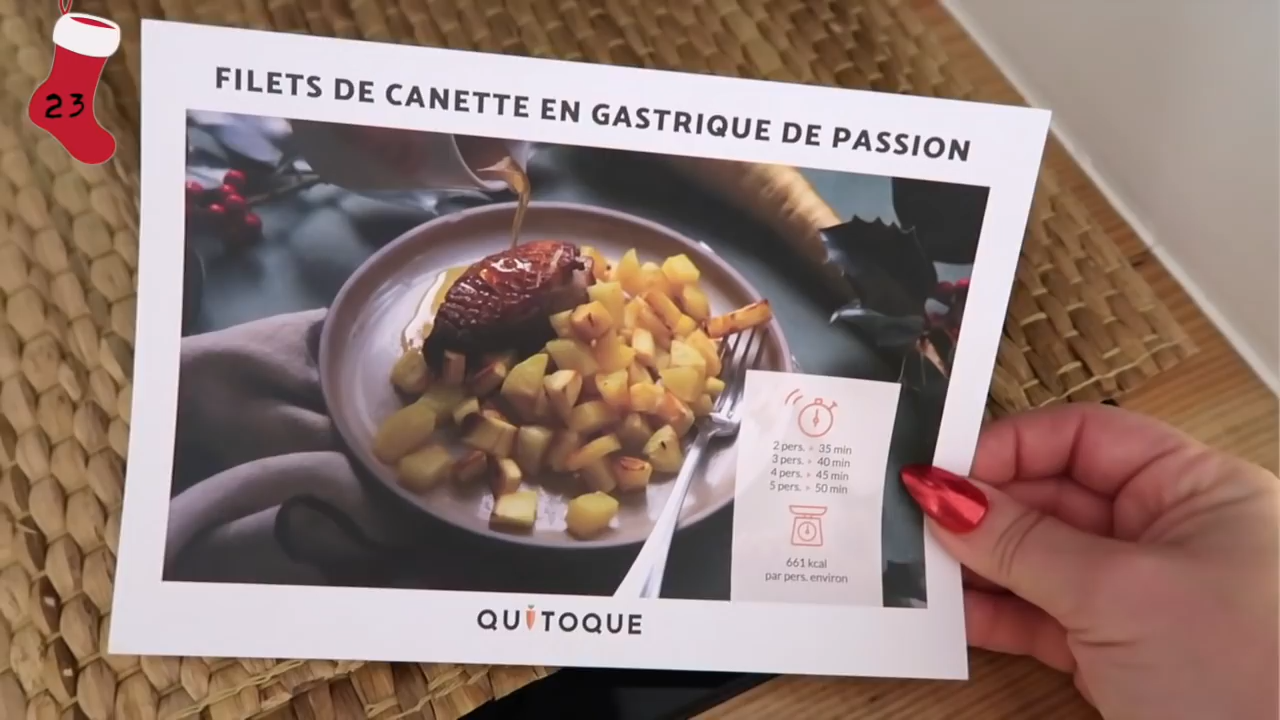 23
FILETS DE CANETTE EN GASTRIQUE DE PASSION
2 pers. • 35 min
3 pers. • 40 min
4 pers. • 45 min
5 pers. • 50 min
661 kcal
par pers. environ
QUITOQUE